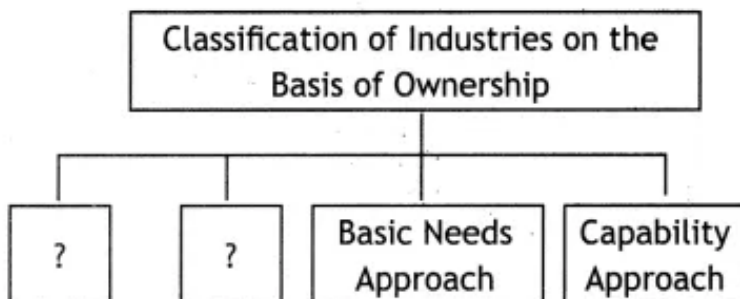 Classification of Industries on the
Basis of Ownership
?
?
Basic Needs
Approach
Capability
Approach